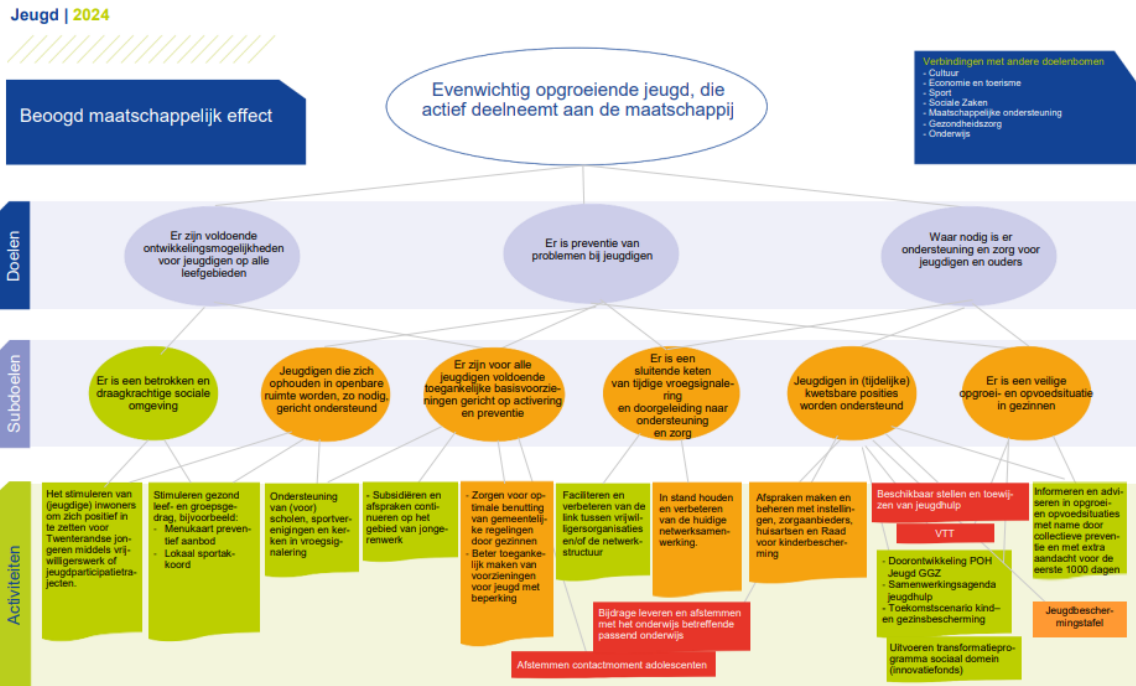 Jeugd | 2024
Beoogd maatschappelijk effect
Evenwichtig opgroeiende jeugd, die
actief deelneemt aan de maatschappij
Verbindingen met andere doelenbomen
- Cultuur
- Economie en toerisme
- Sport
- Sociale Zaken
- Maatschappelijke ondersteuning
- Gezondheidszorg
- Onderwijs
Doelen
Er zijn voldoende
ontwikkelingsmogelijkheden
voor jeugdigen op alle
leefgebieden
Er is preventie van
problemen bij jeugdigen
Waar nodig is er
ondersteuning en zorg voor
jeugdigen en ouders
Subdoelen
Er is een betrokken en
draagkrachtige sociale
omgeving
Jeugdigen die zich
ophouden in openbare
ruimte worden, zo nodig,
gericht ondersteund
Er zijn voor alle
jeugdigen voldoende
toegankelijke basisvoorzie-
ningen gericht op activering
en preventie
Er is een
sluitende keten
van tijdige vroegsignale-
ring
en doorgeleiding naar
ondersteuning
en zorg
Jeugdigen in (tijdelijke)
kwetsbare posities
worden ondersteund
Er is een veilige
opgroei- en opvoedsituatie
in gezinnen
Activiteiten
Het stimuleren van
(jeugdige) inwoners
om zich positief in
te zetten voor
Twenterandse jon-
geren middels vrij-
willigerswerk of
jeugdparticipatietra-
jecten.
Stimuleren gezond
leef- en groepsge-
drag, bijvoorbeeld:
- Menukaart preven-
tief aanbod
- Lokaal sportak-
koord
Ondersteuning
van (voor)
scholen, sportver-
enigingen en ker-
ken in vroegsig-
nalering
- Subsidiëren en
afspraken conti-
nueren op het
gebied van jonge-
renwerk
- Zorgen voor op-
timale benutting
van gemeentelij-
ke regelingen
door gezinnen
- Beter toeganke-
lijk maken van
voorzieningen
voor jeugd met
beperking
Faciliteren en
verbeteren van de
link tussen vrijwil-
ligersorganisaties
en/of de netwerk-
structuur
In stand houden
en verbeteren
van de huidige
netwerksamen-
werking.
Afspraken maken en
beheren met instellin-
gen, zorgaanbieders,
huisartsen en Raad
voor kinderbescher-
ming
Beschikbaar stellen en toewij-
zen van jeugdhulp
VTT
- Doorontwikkeling POH
Jeugd GGZ
- Samenwerkingsagenda
jeugdhulp
- Toekomstscenario kind–
en gezinsbescherming
Uitvoeren transformatiepro-
gramma sociaal domein
(innovatiefonds)
Informeren en advi-
seren in opgroei-
en opvoedsituaties
met name door
collectieve preven-
tie en met extra
aandacht voor de
eerste 1000 dagen
Jeugdbescher-
mingstafel
Bijdrage leveren en afstemmen
met het onderwijs betreffende
passend onderwijs
Afstemmen contactmoment adolescenten